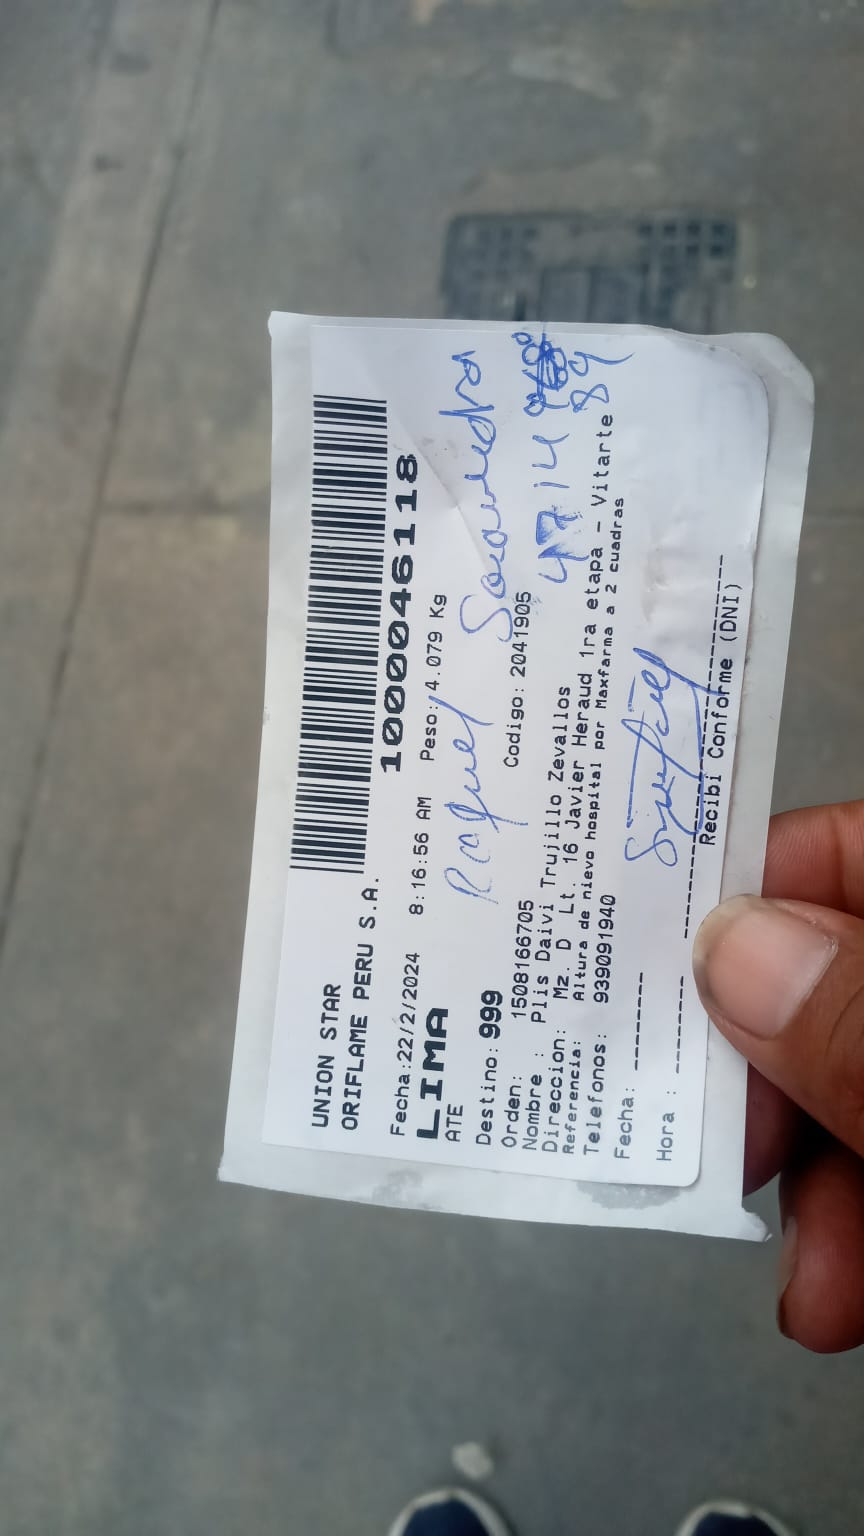 UNION STAR
ORIFLAME PERU S.A.
1000046118
Fecha:22/2/2024 8:16:56 AM Peso: 4.079 Kg
LIMA
ATE
Raquel Saavedra
Destino: 999 Codigo: 2041905
4714
89
Orden: 1508166705
Nombre : Plis Daivi Trujillo Zevallos
Direccion: Mz. D Lt. 16 Javier Heraud 1ra etapa - Vitarte
Referencia: Altura de nievo hospital por Maxfarma a 2 cuadras
Telefonos: 939091940
Fecha: --------
Hora : --------
Recibi Conforme (DNI)